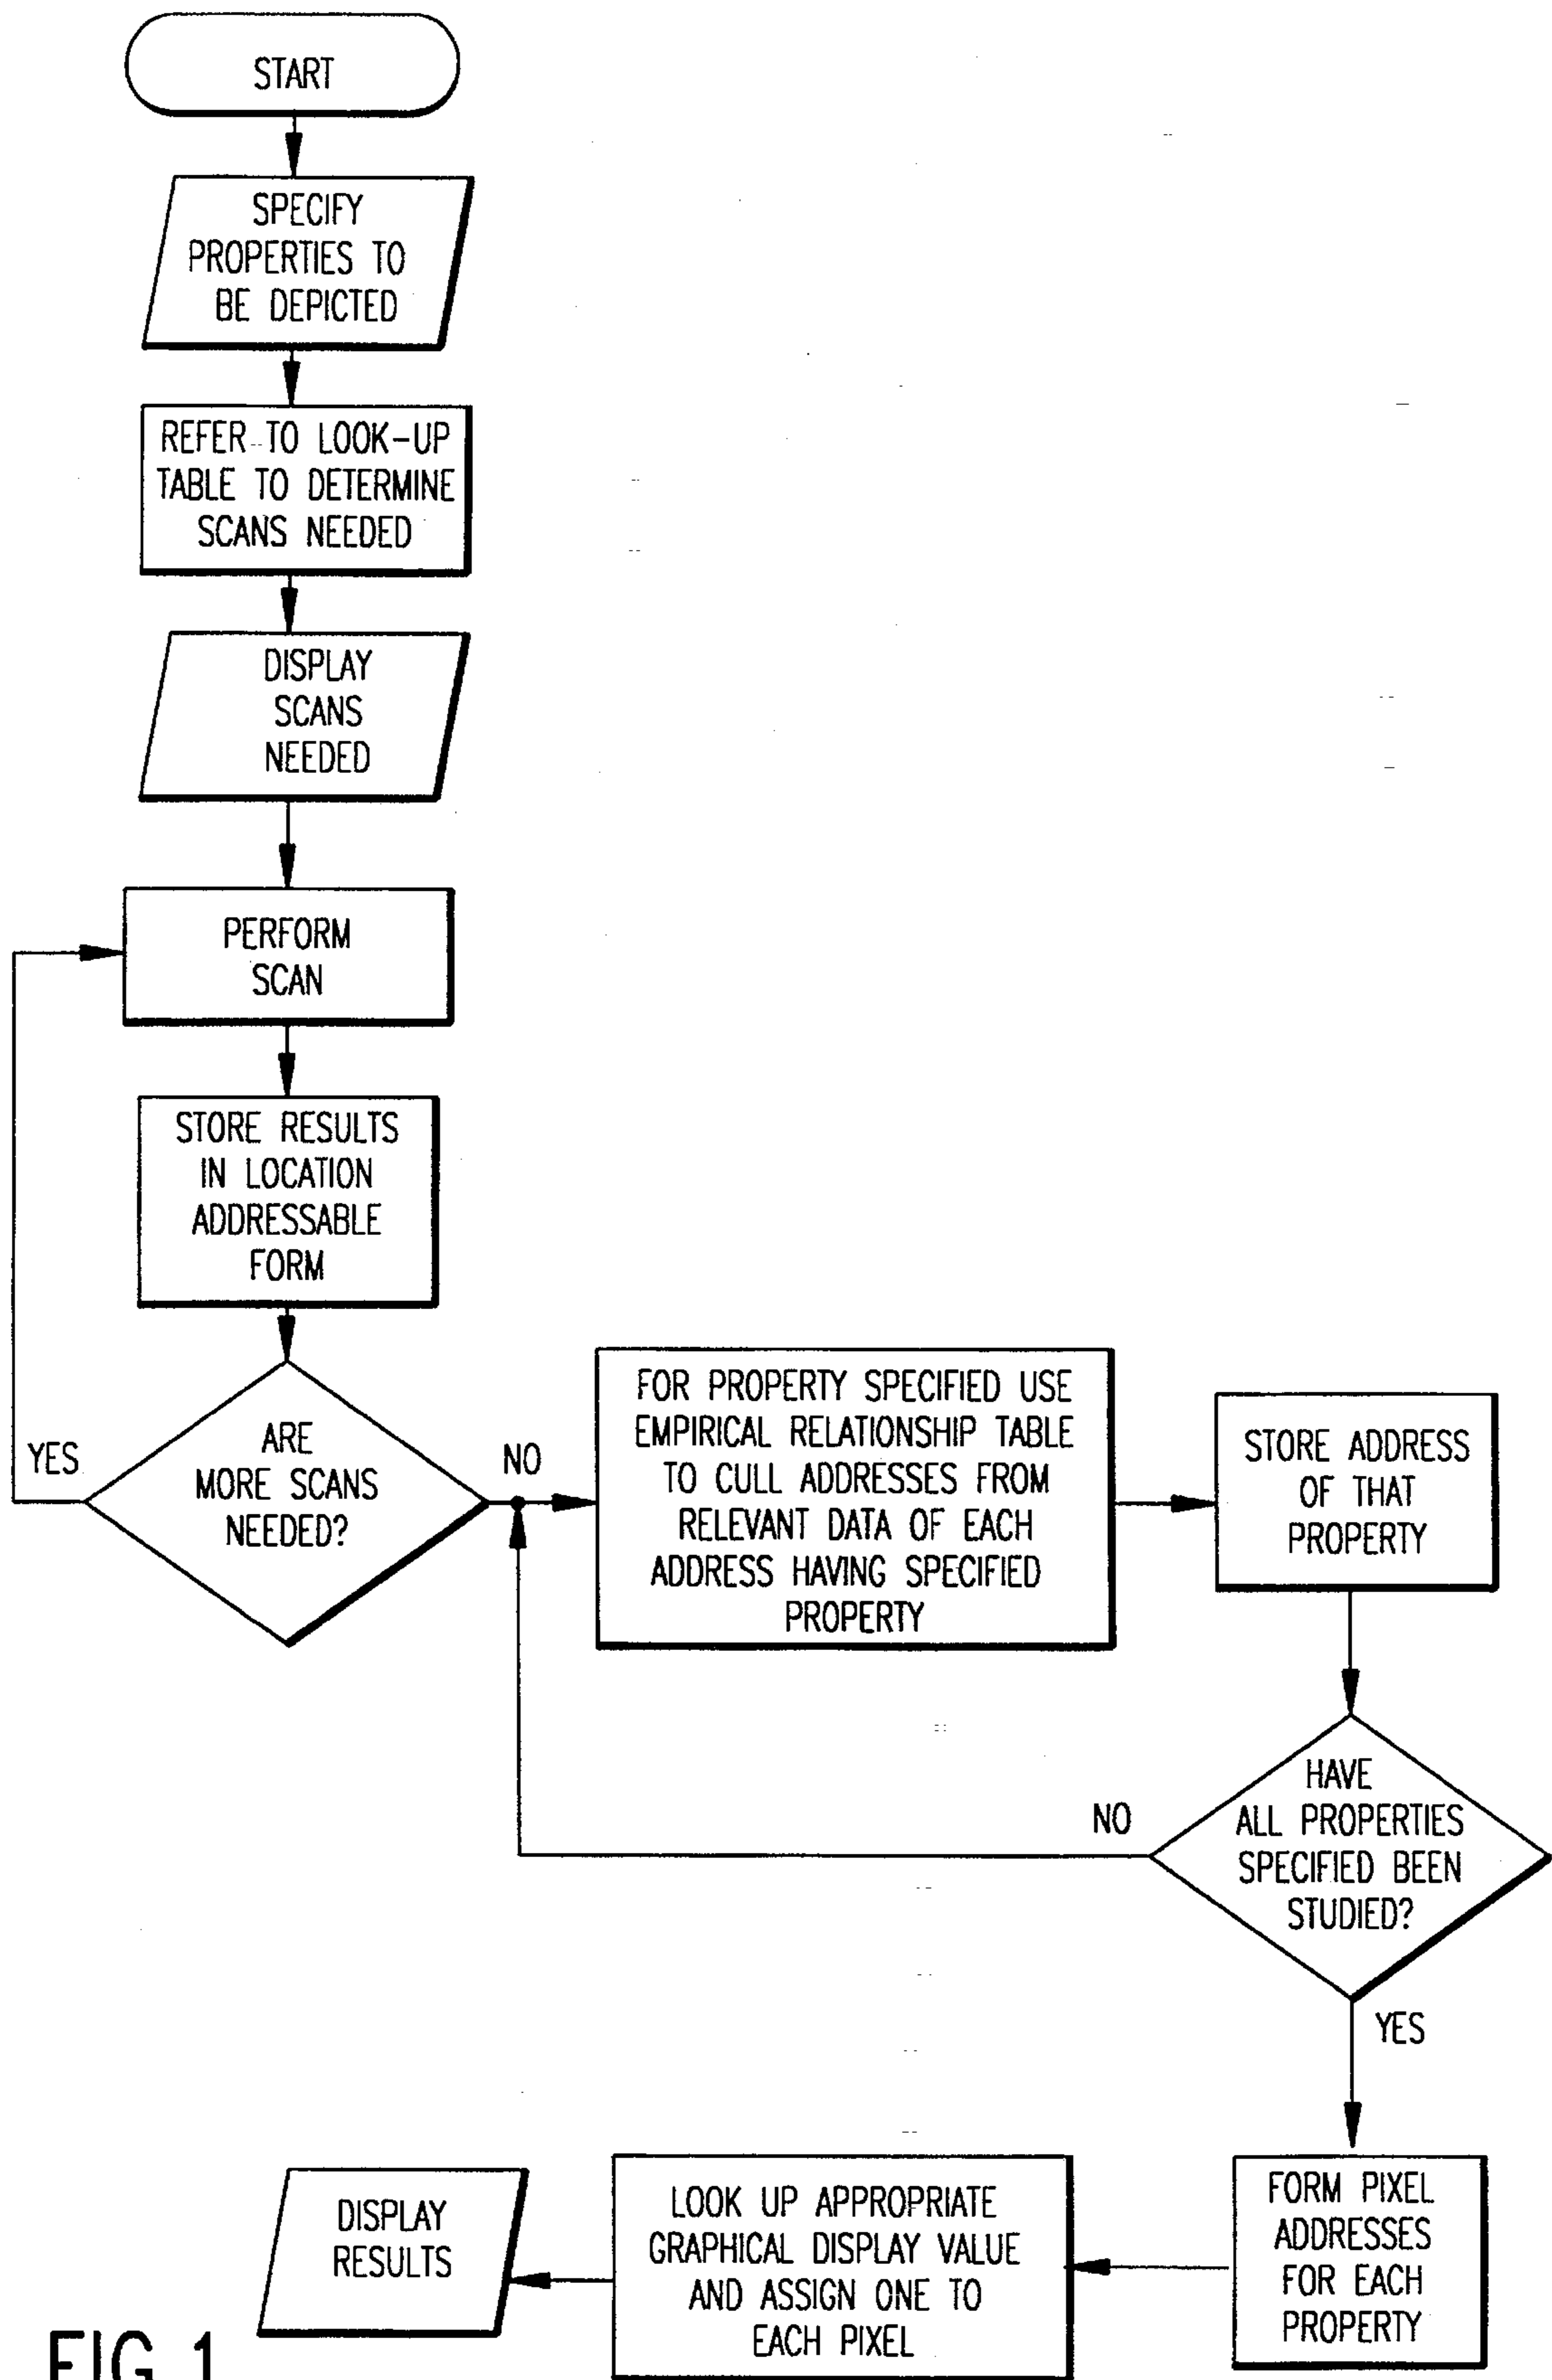 START
SPECIFY
PROPERTIES TO
BE DEPICTED
REFER TO LOOK-UP
TABLE TO DETERMINE
SCANS NEEDED
DISPLAY
SCANS
NEEDED
PERFORM
SCAN
STORE RESULTS
IN LOCATION
ADDRESSABLE
FORM
ARE
MORE SCANS
NEEDED?
YES
NO
FOR PROPERTY SPECIFIED USE
EMPIRICAL RELATIONSHIP TABLE
TO CULL ADDRESSES FROM
RELEVANT DATA OF EACH
ADDRESS HAVING SPECIFIED
PROPERTY
STORE ADDRESS
OF THAT
PROPERTY
HAVE
ALL PROPERTIES
SPECIFIED BEEN
STUDIED?
NO
YES
FORM PIXEL
ADDRESSES
FOR EACH
PROPERTY
LOOK UP APPROPRIATE
GRAPHICAL DISPLAY VALUE
AND ASSIGN ONE TO
EACH PIXEL
DISPLAY
RESULTS
FIG. 1